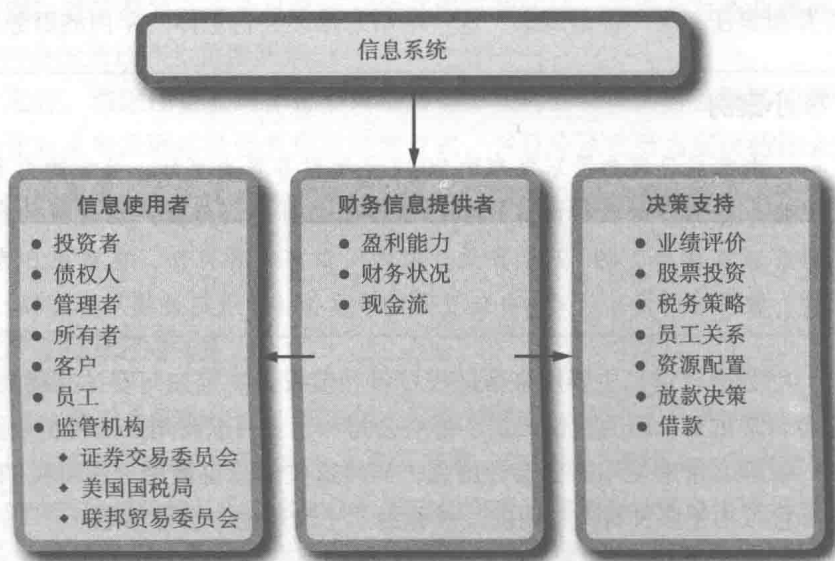 信息系统
信息使用者
● 投资者
● 债权人
● 管理者
● 所有者
● 客户
● 员工
● 监管机构
◆ 证券交易委员会
◆ 美国国税局
◆ 联邦贸易委员会
财务信息提供者
● 盈利能力
● 财务状况
● 现金流
决策支持
● 业绩评价
● 股票投资
● 税务策略
● 员工关系
● 资源配置
● 放款决策
● 借款